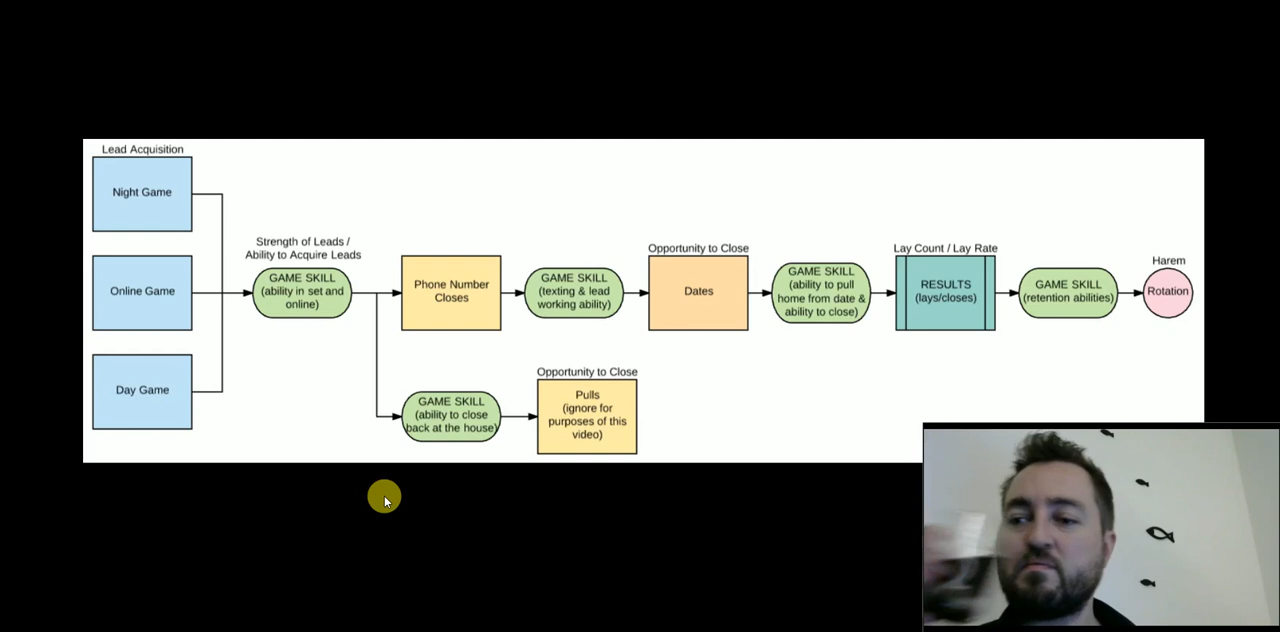 Lead Acquisition
Night Game
Online Game
Day Game
Strength of Leads /
Ability to Acquire Leads
GAME SKILL
(ability in set and
online)
Phone Number
Closes
GAME SKILL
(texting & lead
working ability)
Opportunity to Close
Dates
GAME SKILL
(ability to pull
home from date &
ability to close)
Lay Count / Lay Rate
RESULTS
(lays/closes)
GAME SKILL
(retention abilities)
Harem
Rotation
GAME SKILL
(ability to close
back at the house)
Opportunity to Close
Pulls
(ignore for
purposes of this
video)